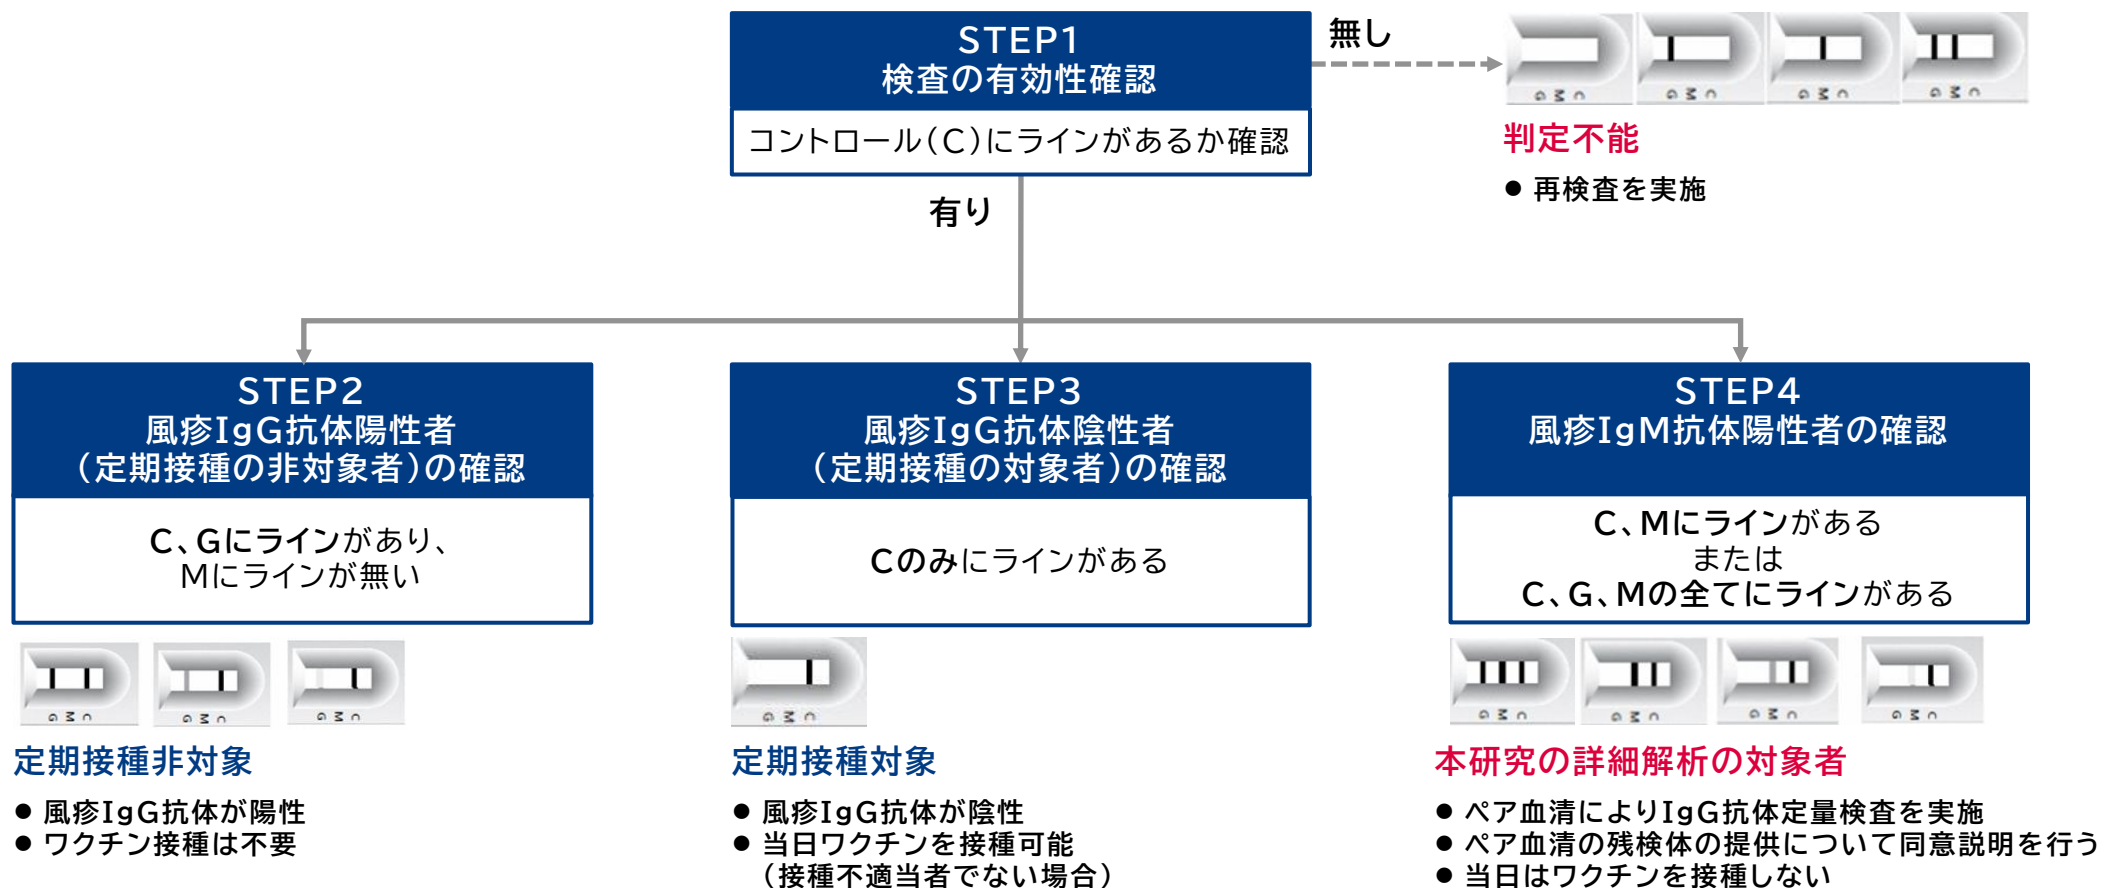 STEP1
検査の有効性確認
コントロール(C)にラインがあるか確認
無し
G M C
G M C
G M C
G M C
判定不能
● 再検査を実施
有り
STEP2
風疹IgG抗体陽性者
(定期接種の非対象者)の確認
C、Gにラインがあり、
Mにラインが無い
G M C
G M C
G M C
定期接種非対象
● 風疹IgG抗体が陽性
● ワクチン接種は不要
STEP3
風疹IgG抗体陰性者
(定期接種の対象者)の確認
Cのみにラインがある
G M C
定期接種対象
● 風疹IgG抗体が陰性
● 当日ワクチンを接種可能
(接種不適当者でない場合)
STEP4
風疹IgM抗体陽性者の確認
C、Mにラインがある
または
C、G、Mの全てにラインがある
G M C
G M C
G M C
G M C
本研究の詳細解析の対象者
● ペア血清によりIgG抗体定量検査を実施
● ペア血清の残検体の提供について同意説明を行う
● 当日はワクチンを接種しない